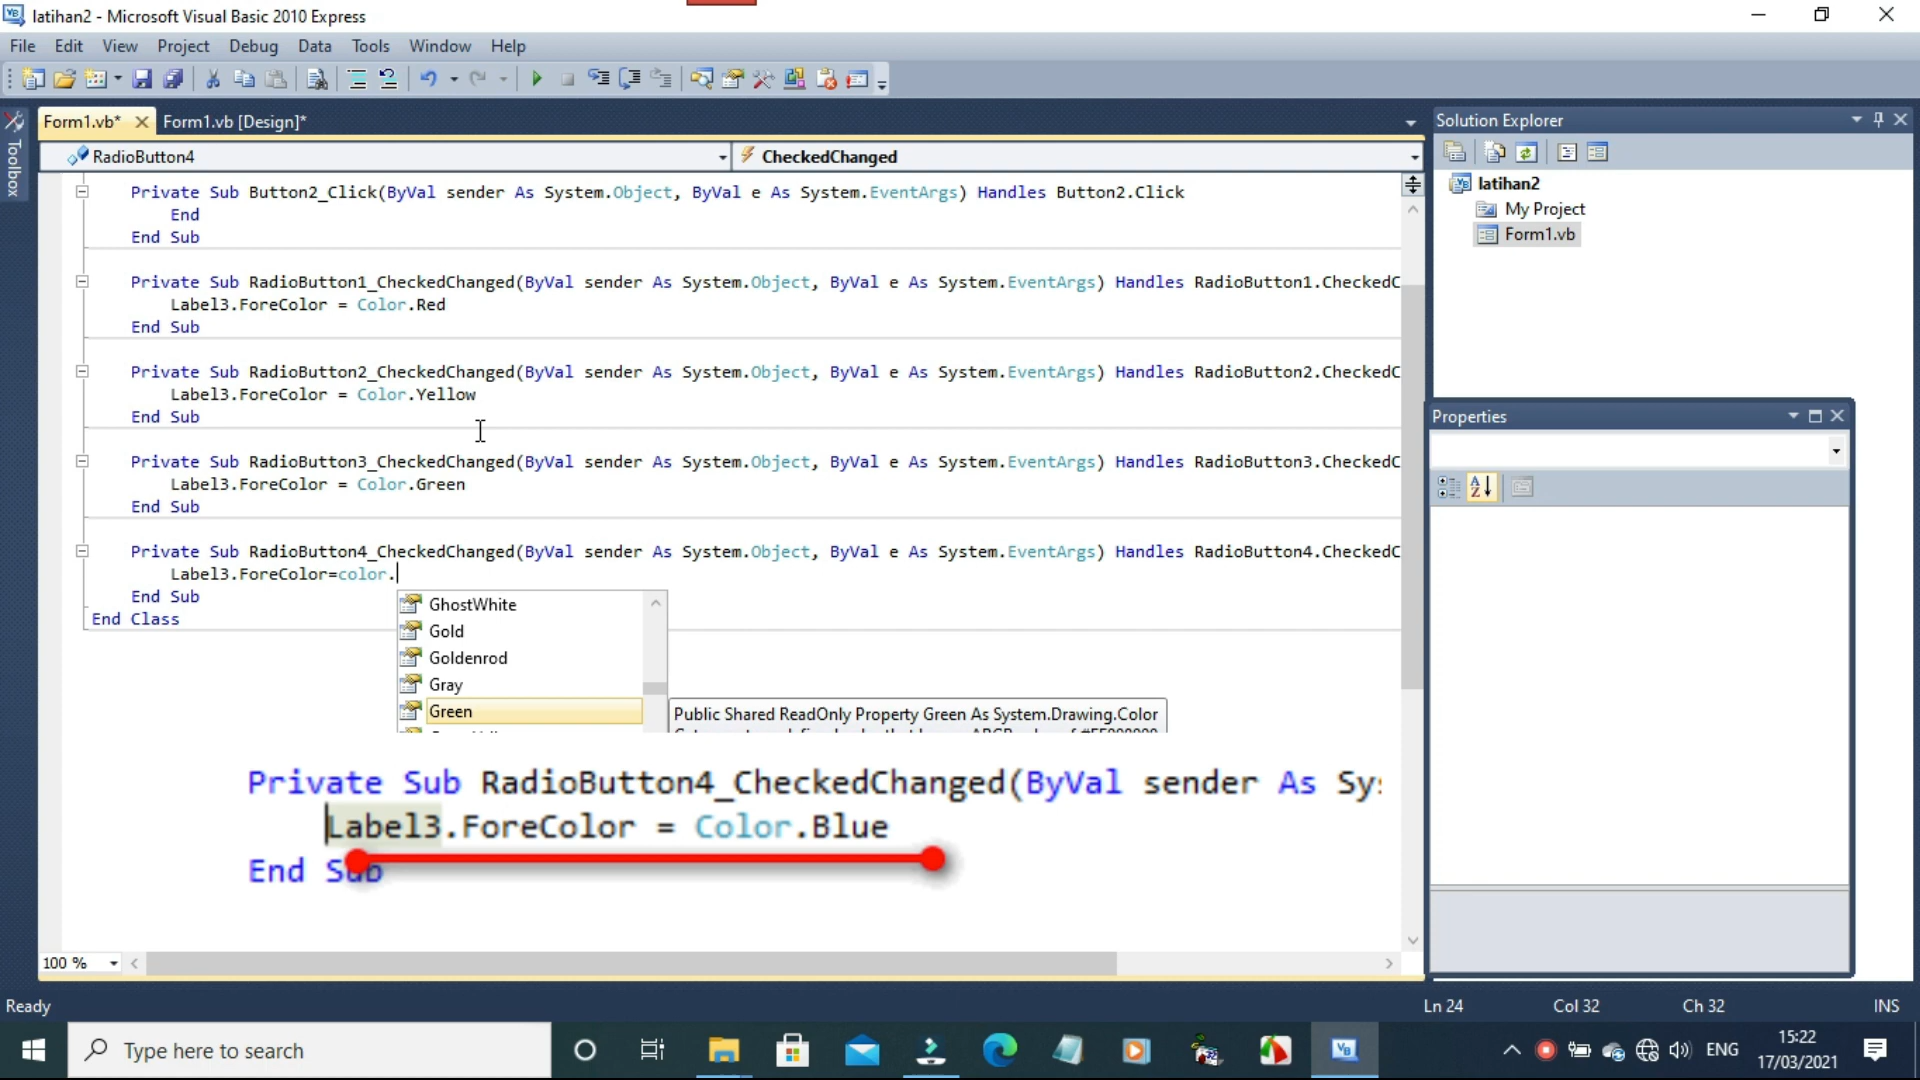 latihan2 - Microsoft Visual Basic 2010 Express
File Edit View Project Debug Data Tools Window Help
Form1.vb* Form1.vb [Design]*
Toolbox
RadioButton4
CheckedChanged
Private Sub Button2_Click(ByVal sender As System.Object, ByVal e As System.EventArgs) Handles Button2.Click
End
End Sub
Private Sub RadioButton1_CheckedChanged(ByVal sender As System.Object, ByVal e As System.EventArgs) Handles RadioButton1.CheckedC
Label3.ForeColor = Color.Red
End Sub
Private Sub RadioButton2_CheckedChanged(ByVal sender As System.Object, ByVal e As System.EventArgs) Handles RadioButton2.CheckedC
Label3.ForeColor = Color.Yellow
End Sub
Private Sub RadioButton3_CheckedChanged(ByVal sender As System.Object, ByVal e As System.EventArgs) Handles RadioButton3.CheckedC
Label3.ForeColor = Color.Green
End Sub
Private Sub RadioButton4_CheckedChanged(ByVal sender As System.Object, ByVal e As System.EventArgs) Handles RadioButton4.CheckedC
Label3.ForeColor=color.
End Sub
End Class
GhostWhite
Gold
Goldenrod
Gray
Green
Public Shared ReadOnly Property Green As System.Drawing.Color
Private Sub RadioButton4_CheckedChanged(ByVal sender As Sys
Label3.ForeColor = Color.Blue
End Sub
100 %
Solution Explorer
latihan2
My Project
Form1.vb
Properties
Ready
Ln 24 Col 32 Ch 32 INS
Type here to search
ENG
15:22
17/03/2021